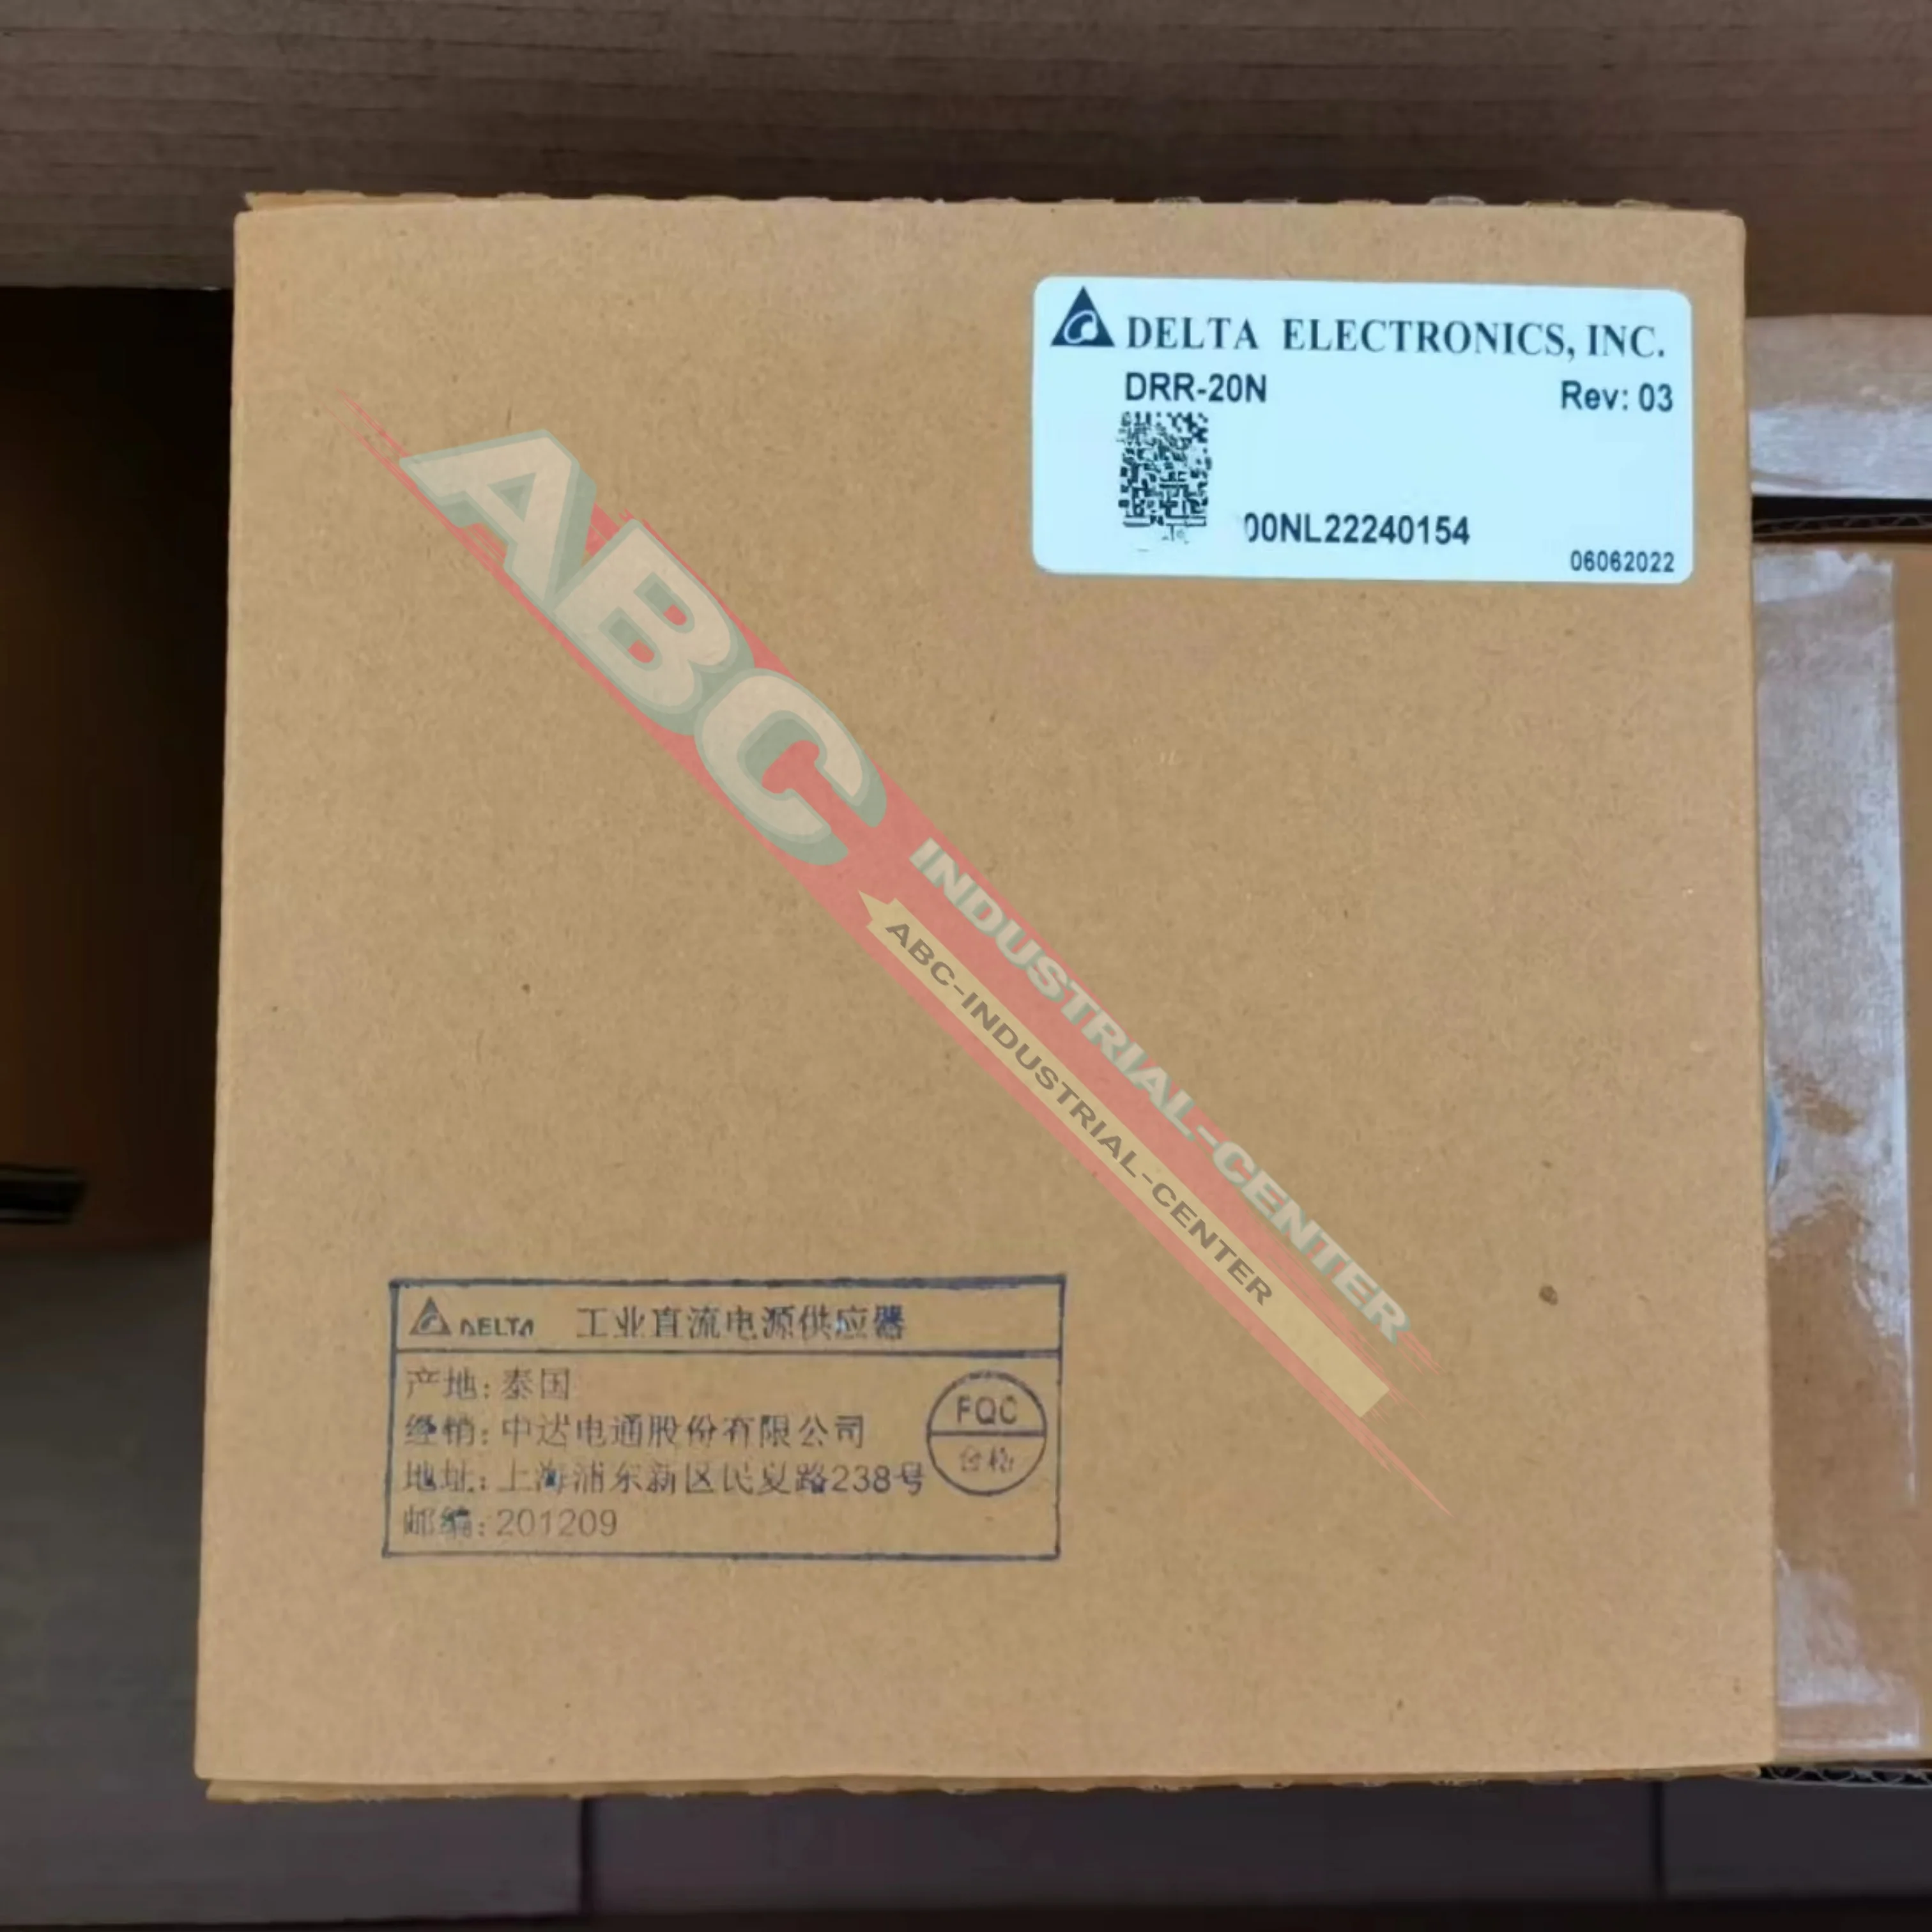 DELTA ELECTRONICS, INC.
DRR-20N Rev: 03
00NL22240154
06062022
ABC
INDUSTRIAL-CENTER
ABC-INDUSTRIAL-CENTER
DELTA 工业直流电源供应器
产地: 泰国
经销: 中达电通股份有限公司
地址: 上海浦东新区民夏路238号
邮编: 201209
FQC
合格